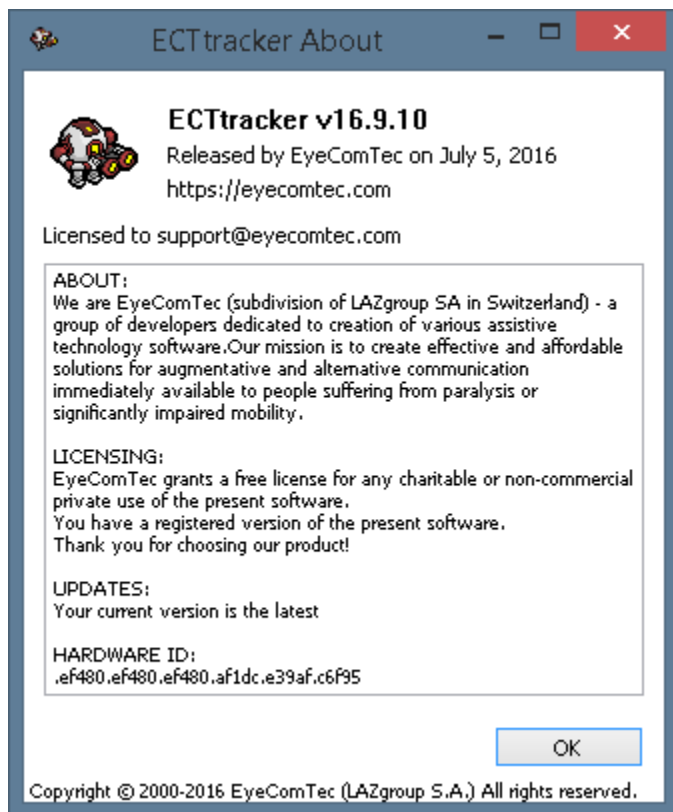 ECTtracker About
ECTtracker v16.9.10
Released by EyeComTec on July 5, 2016
https://eyecomtec.com
Licensed to support@eyecomtec.com
ABOUT:
We are EyeComTec (subdivision of LAZgroup SA in Switzerland) - a
group of developers dedicated to creation of various assistive
technology software.Our mission is to create effective and affordable
solutions for augmentative and alternative communication
immediately available to people suffering from paralysis or
significantly impaired mobility.
LICENSING:
EyeComTec grants a free license for any charitable or non-commercial
private use of the present software.
You have a registered version of the present software.
Thank you for choosing our product!
UPDATES:
Your current version is the latest
HARDWARE ID:
.ef480.ef480.ef480.af1dc.e39af.c6f95
OK
Copyright © 2000-2016 EyeComTec (LAZgroup S.A.) All rights reserved.